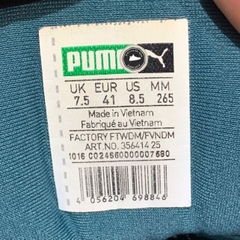 PUMA
UK EUR US MM
7.5 41 8.5 265
Made in Vietnam
Fabriqué au Vietnam
FACTORY FTWDM/FVNDM
ART.NO. 356414 25
1016 0024660000007680
4 056204 698846